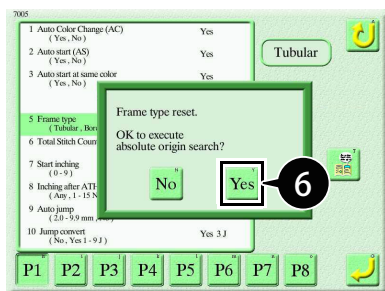 7005
1 Auto Color Change (AC) Yes
( Yes , No )
2 Auto start (AS) Yes
( Yes , No )
3 Auto start at same color Yes
( Yes , No )
Tubular
5 Frame type
( Tubular ,
6 Total Stitch
7 Start inching
( 0 - 9 )
8 Inching after ATH
( Any , 1 - 15
9 Auto jump
( 2.0 - 9.9 mm ,
10 Jump convert Yes 3 J
( No , Yes 1 - 9 J )
Frame type reset.
OK to execute
absolute origin search?
N Y
No Yes 6
P1 P2 P3 P4 P5 P6 P7 P8